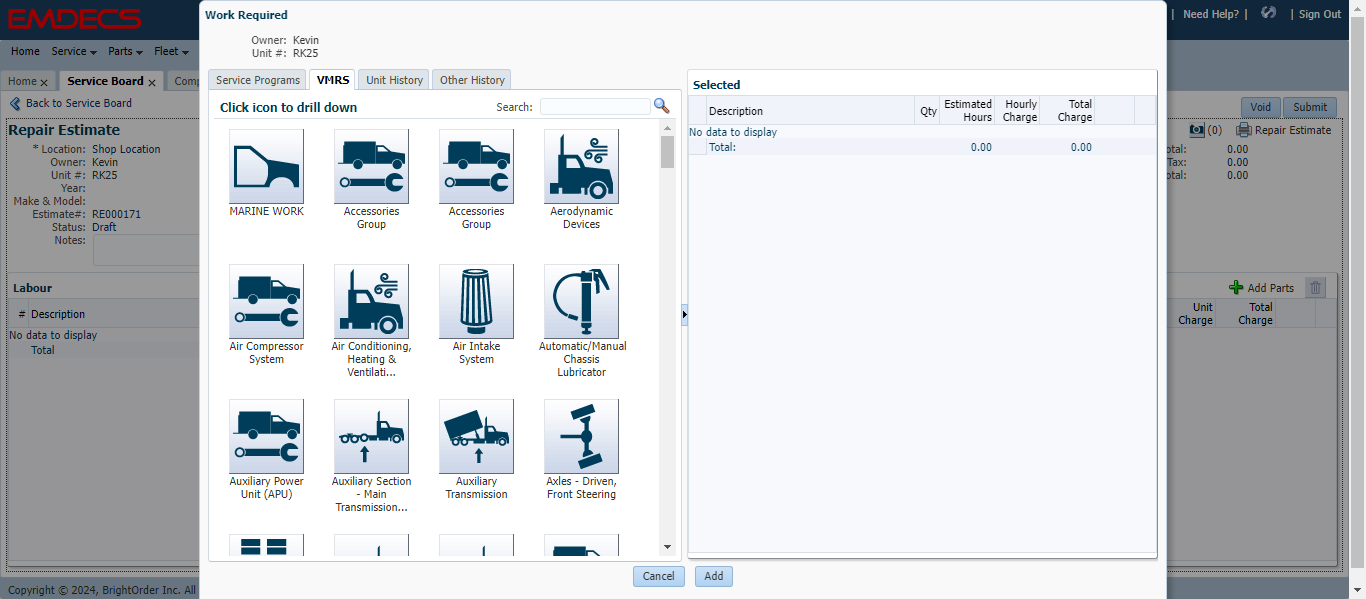 EMDECS
Need Help? |
| Sign Out
Home Service Parts Fleet
Home Service Board
Back to Service Board
Void Submit
Repair Estimate
(0) Repair Estimate
* Location: Shop Location
Owner: Kevin
Unit #: RK25
Year:
Make & Model:
Estimate#: RE000171
Status: Draft
Notes:
0.00
Tax: 0.00
0.00
Labour
Add Parts
# Description
Unit Charge
Total Charge
No data to display
Total
Copyright © 2024, BrightOrder Inc. All
Work Required
Owner: Kevin
Unit #: RK25
Service Programs VMRS Unit History Other History
Click icon to drill down Search:
MARINE WORK
Accessories
Group
Accessories
Group
Aerodynamic
Devices
Air Compressor
System
Air Conditioning,
Heating &
Ventilati...
Air Intake
System
Automatic/Manual
Chassis
Lubricator
Auxiliary Power
Unit (APU)
Auxiliary Section
- Main
Transmission...
Auxiliary
Transmission
Axles - Driven,
Front Steering
Selected
Description Qty Estimated Hours Hourly Charge Total Charge
No data to display
Total: 0.00 0.00
Cancel Add